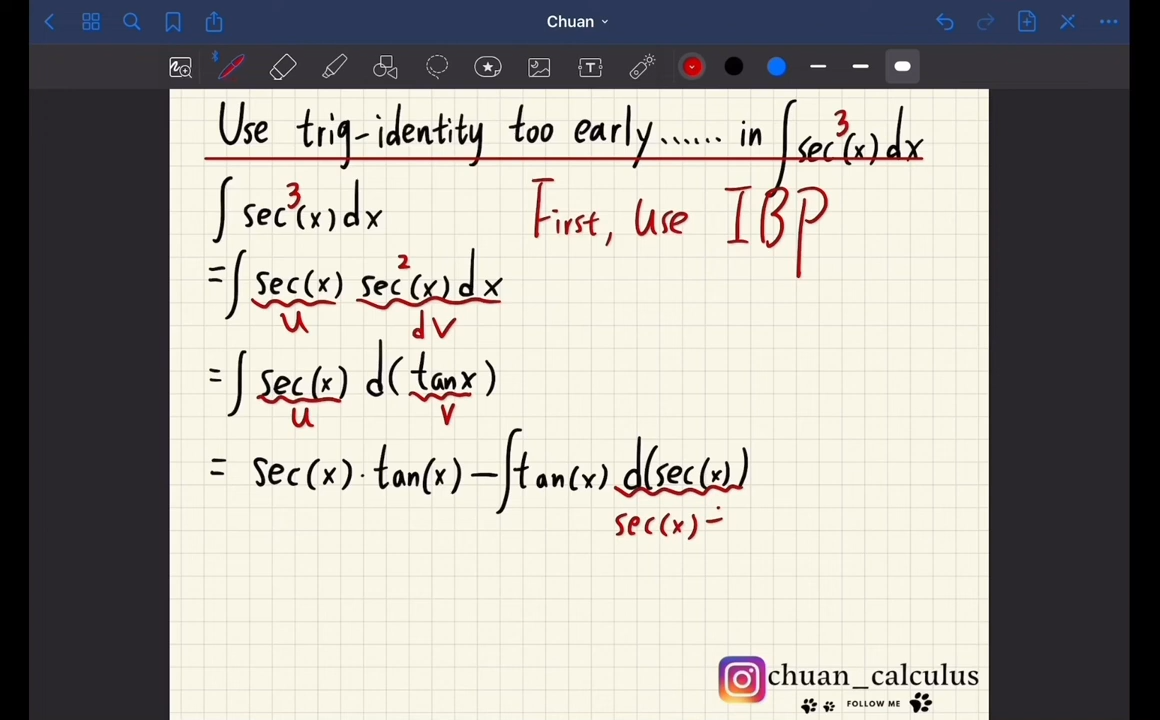 Chuan
Use trig-identity too early...... in ∫sec³(x)dx
∫sec³(x)dx
First, Use IBP
=∫sec(x) sec²(x)dx
u dv
=∫sec(x) d(tanx)
u v
= sec(x)·tan(x)-∫tan(x) d(sec(x))
sec(x)
chuan_calculus
FOLLOW ME